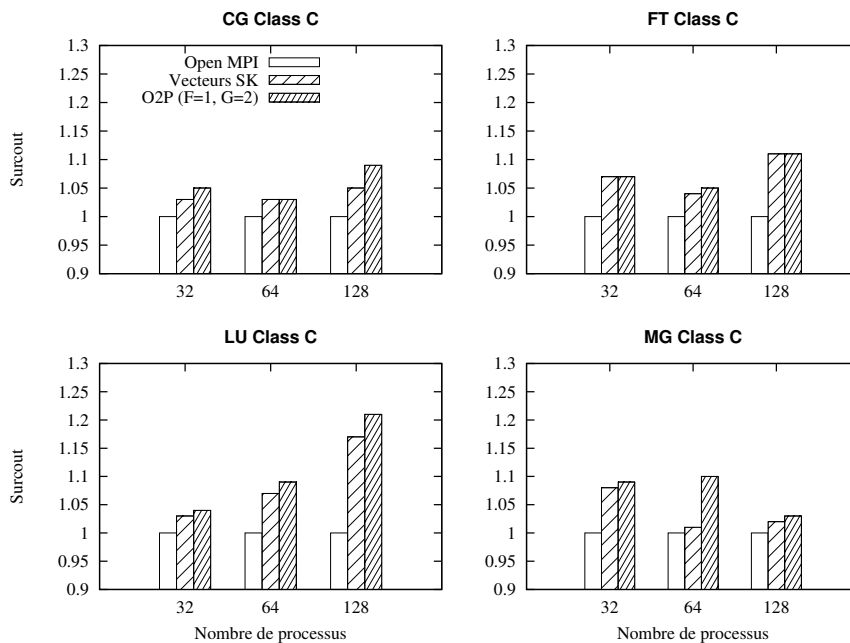 CG Class C
1.3
1.25
1.2
1.15
1.1
1.05
1
0.95
0.9
Surcout
Open MPI
Vecteurs SK
O2P (F=1, G=2)
32 64 128
FT Class C
1.3
1.25
1.2
1.15
1.1
1.05
1
0.95
0.9
32 64 128
LU Class C
1.3
1.25
1.2
1.15
1.1
1.05
1
0.95
0.9
Surcout
32 64 128
Nombre de processus
MG Class C
1.3
1.25
1.2
1.15
1.1
1.05
1
0.95
0.9
32 64 128
Nombre de processus